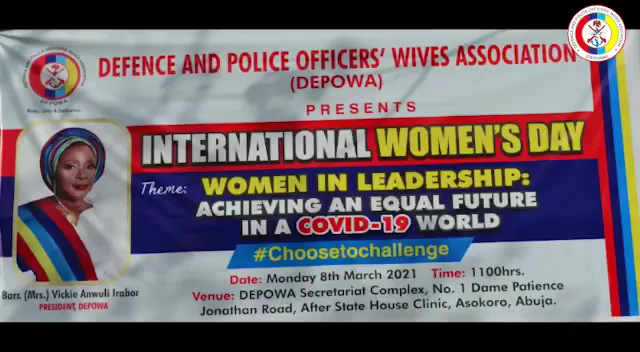 DEFENCE AND POLICE OFFICERS' WIVES ASSOCIATION
(DEPOWA)
PRESENTS
INTERNATIONAL WOMEN'S DAY
Theme: WOMEN IN LEADERSHIP:
ACHIEVING AN EQUAL FUTURE
IN A COVID-19 WORLD
#Choosetochallenge
Date: Monday 8th March 2021 Time: 1100hrs.
Venue: DEPOWA Secretariat Complex, No. 1 Dame Patience
Jonathan Road, After State House Clinic, Asokoro, Abuja.
Barr. (Mrs.) Vickie Anwuli Irabor
PRESIDENT, DEPOWA